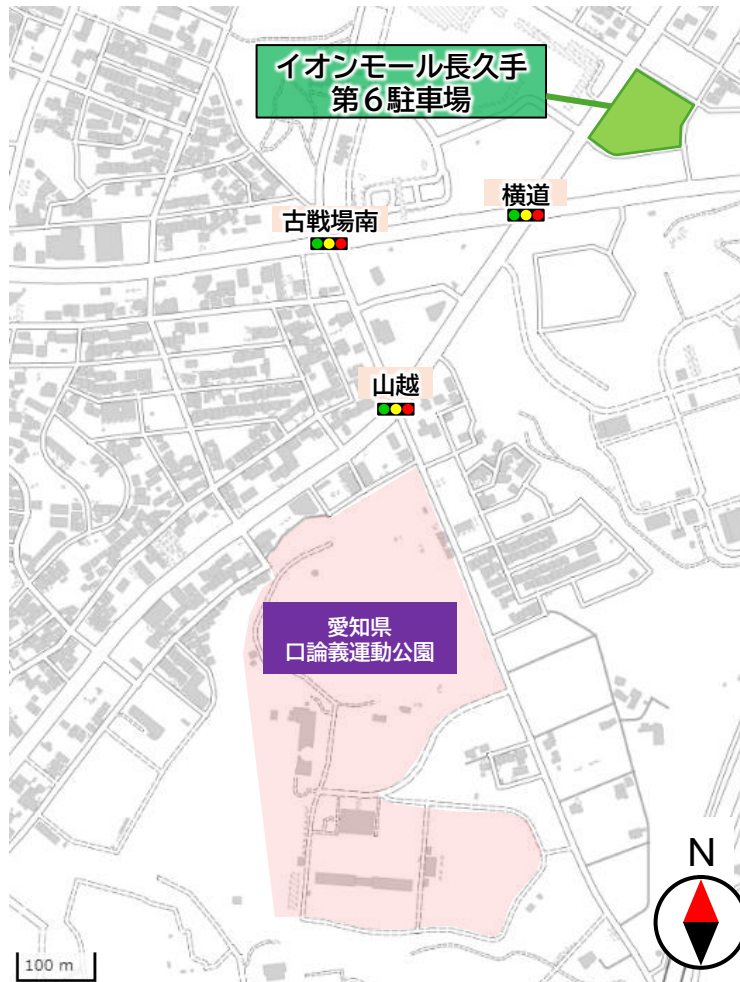 イオンモール長久手
第6駐車場
横道
古戦場南
山越
愛知県
口論義運動公園
N
100 m